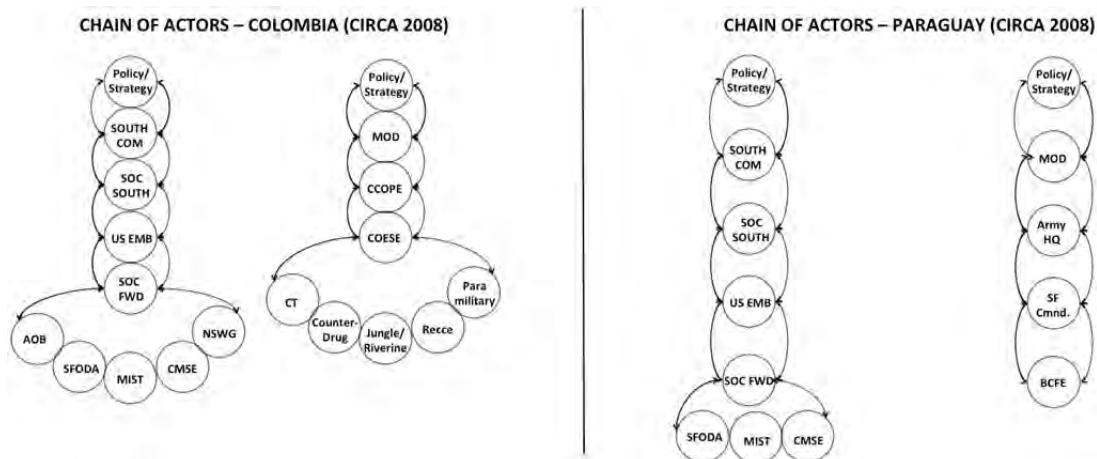 CHAIN OF ACTORS – COLOMBIA (CIRCA 2008)
Policy/
Strategy
SOUTH
COM
SOC
SOUTH
US EMB
SOC
FWD
AOB
SFODA
MIST
CMSE
NSWG
Policy/
Strategy
MOD
CCOPE
COESE
CT
Counter-
Drug
Jungle/
Riverine
Recce
Para
military
CHAIN OF ACTORS – PARAGUAY (CIRCA 2008)
Policy/
Strategy
SOUTH
COM
SOC
SOUTH
US EMB
SOC FWD
SFODA
MIST
CMSE
Policy/
Strategy
MOD
Army
HQ
SF
Cmnd.
BCFE